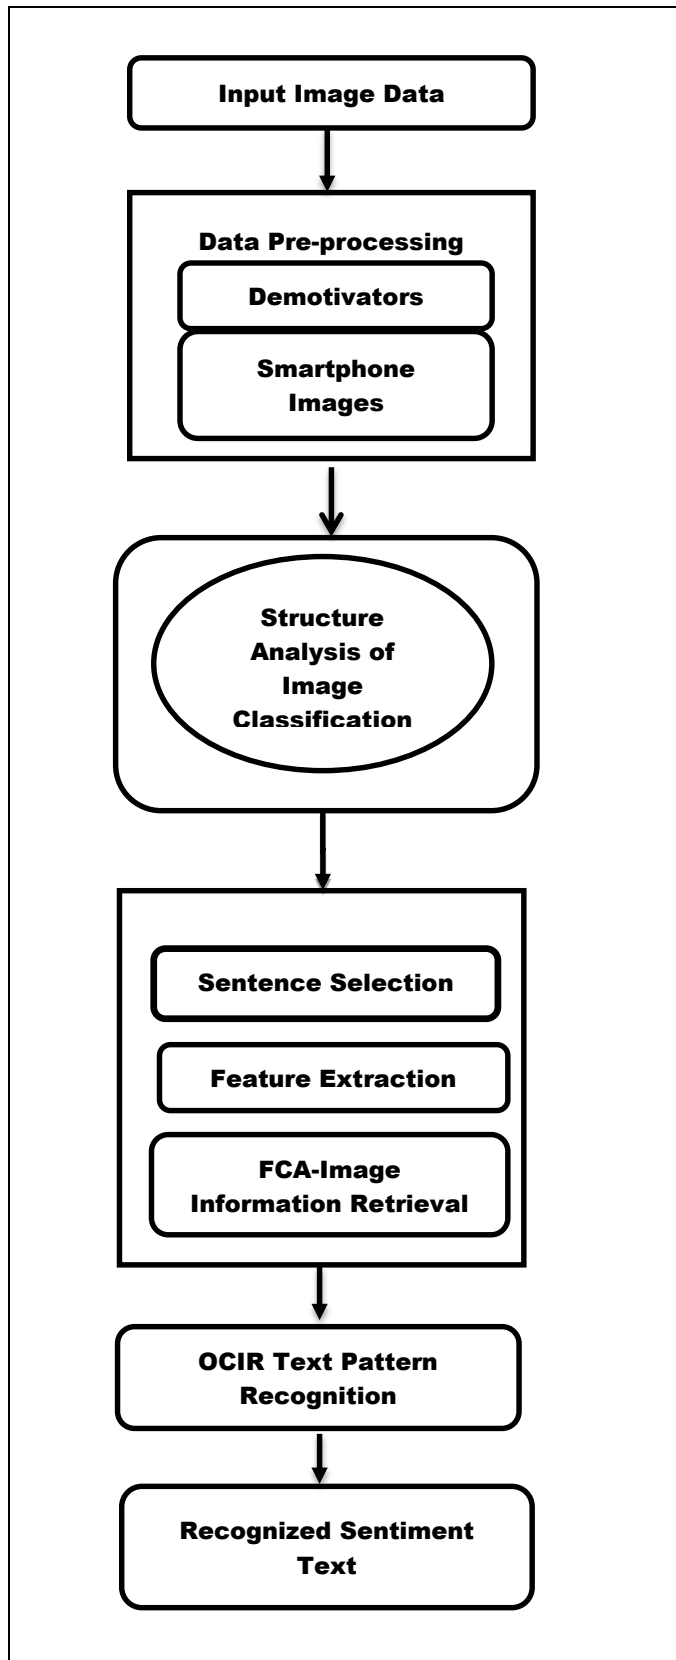 Input Image Data
Data Pre-processing
Demotivators
Smartphone
Images
Structure
Analysis of
Image
Classification
Sentence Selection
Feature Extraction
FCA-Image
Information Retrieval
OCIR Text Pattern
Recognition
Recognized Sentiment
Text